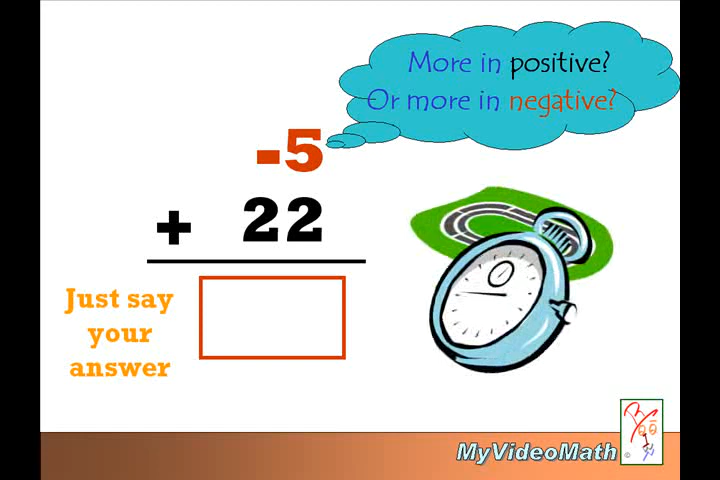 More in positive?
Or more in negative?
-5
+ 22
Just say
your
answer
MyVideoMath
©